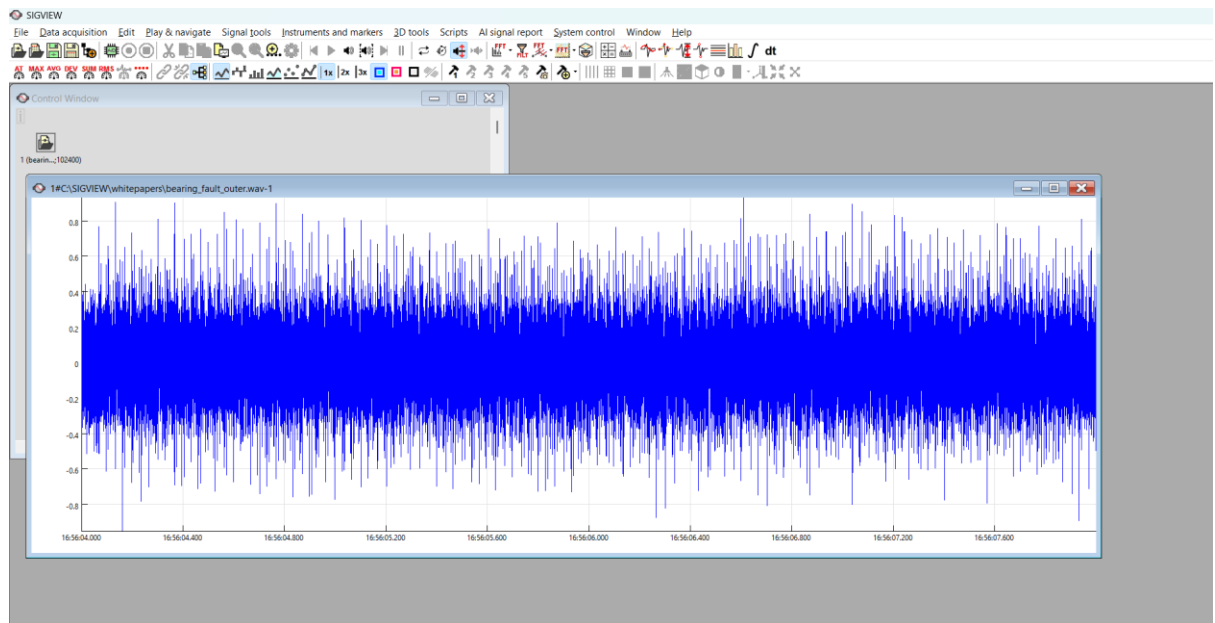 SIGVIEW
File Data acquisition Edit Play & navigate Signal tools Instruments and markers 3D tools Scripts AI signal report System control Window Help
FFT FILT FFT FFT dt
AT MAX AVG DEV SUM RMS 1x 2x 3x
Control Window
1 (bearin...;102400)
1#C:\SIGVIEW\whitepapers\bearing_fault_outer.wav-1
0.8
0.6
0.4
0.2
0
-0.2
-0.4
-0.6
-0.8
16:56:04.000 16:56:04.400 16:56:04.800 16:56:05.200 16:56:05.600 16:56:06.000 16:56:06.400 16:56:06.800 16:56:07.200 16:56:07.600